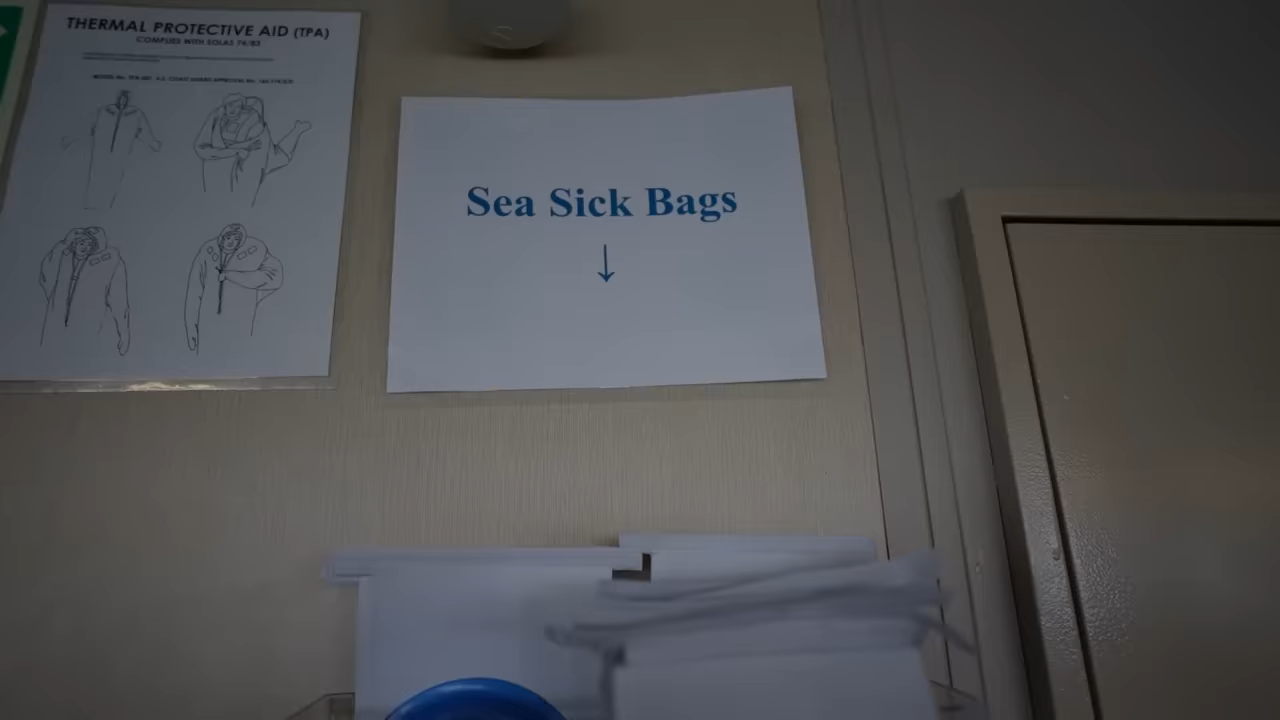 THERMAL PROTECTIVE AID (TPA)
COMPLIES WITH SOLAS 74/83
Sea Sick Bags
↓